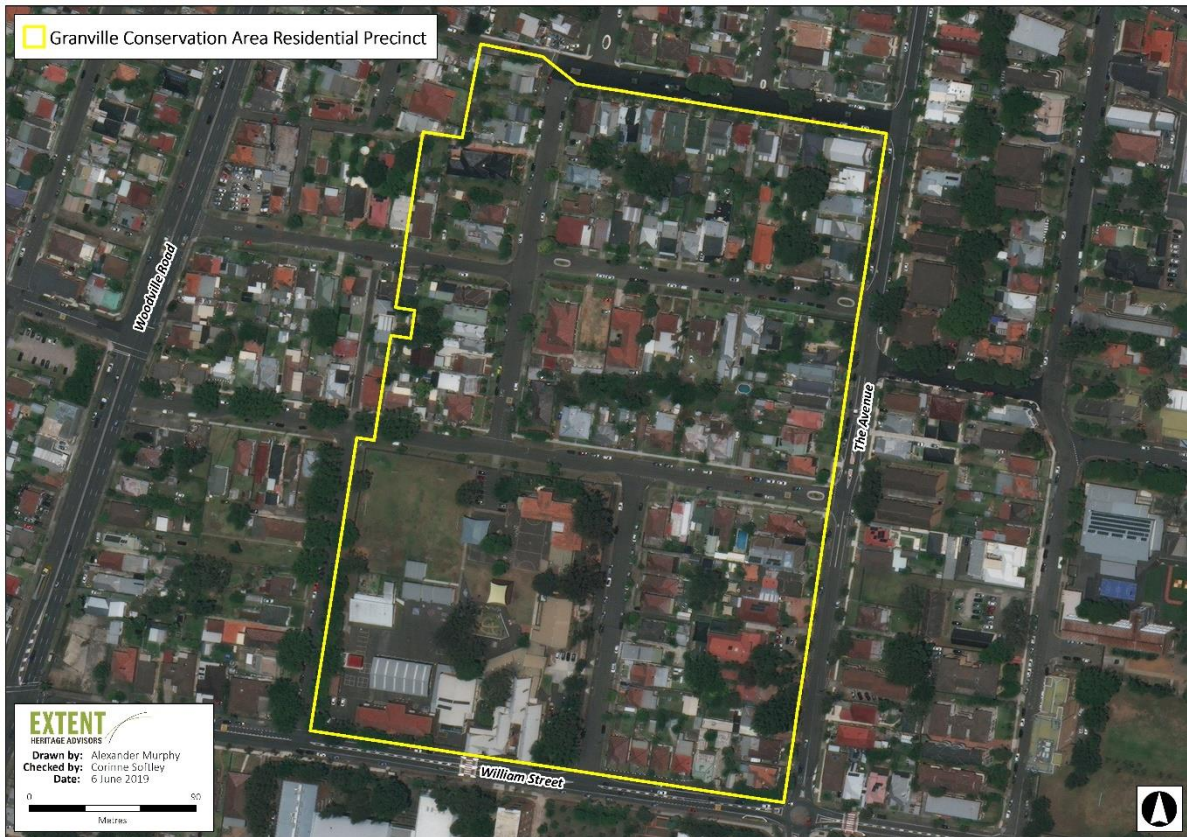 Granville Conservation Area Residential Precinct
Woodville Road
The Avenue
William Street
EXTENT
HERITAGE ADVISORS
Drawn by: Alexander Murphy
Checked by: Corinne Softley
Date: 6 June 2019
0 90
Metres